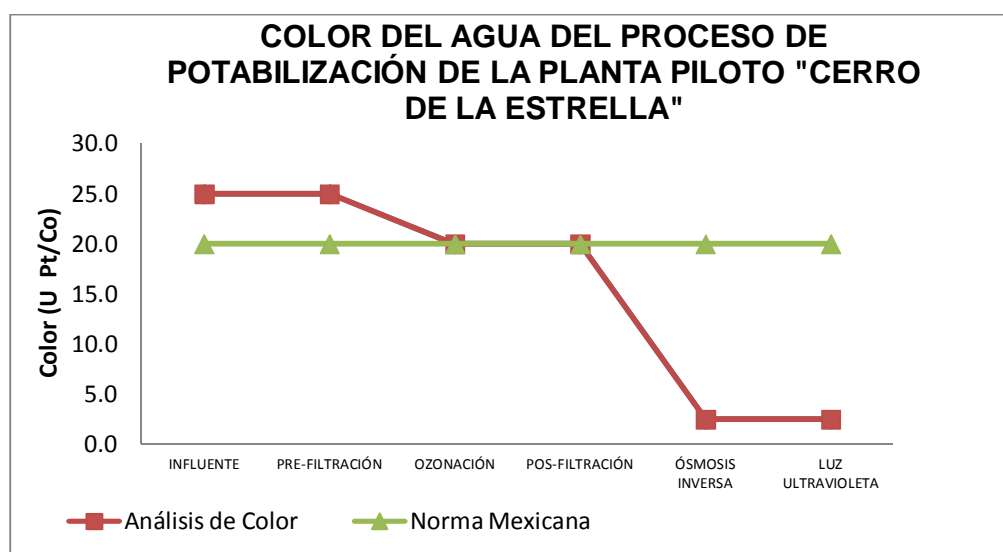 COLOR DEL AGUA DEL PROCESO DE
POTABILIZACIÓN DE LA PLANTA PILOTO "CERRO
DE LA ESTRELLA"
Color (U Pt/Co)
30.0
25.0
20.0
15.0
10.0
5.0
0.0
INFLUENTE
PRE-FILTRACIÓN
OZONACIÓN
POS-FILTRACIÓN
ÓSMOSIS
INVERSA
LUZ
ULTRAVIOLETA
Análisis de Color
Norma Mexicana